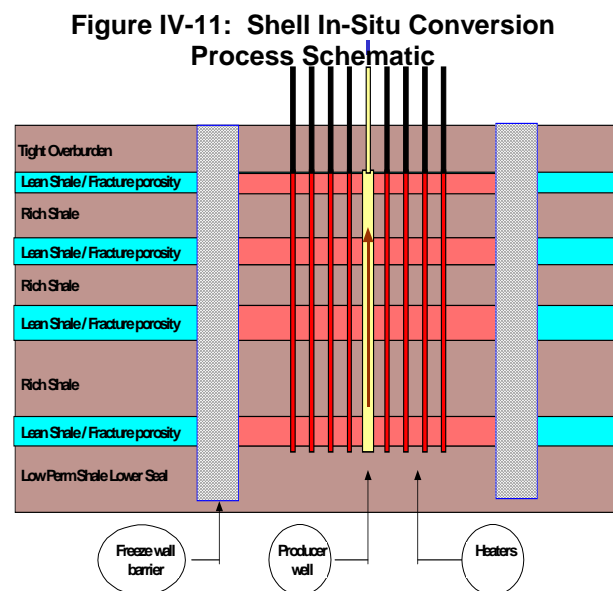 Figure IV-11: Shell In-Situ Conversion
Process Schematic
Tight Overburden
Lean Shale / Fracture porosity
Rich Shale
Lean Shale / Fracture porosity
Rich Shale
Lean Shale / Fracture porosity
Rich Shale
Lean Shale / Fracture porosity
Low Perm Shale Lower Seal
Freeze wall
barrier
Producer
well
Heaters